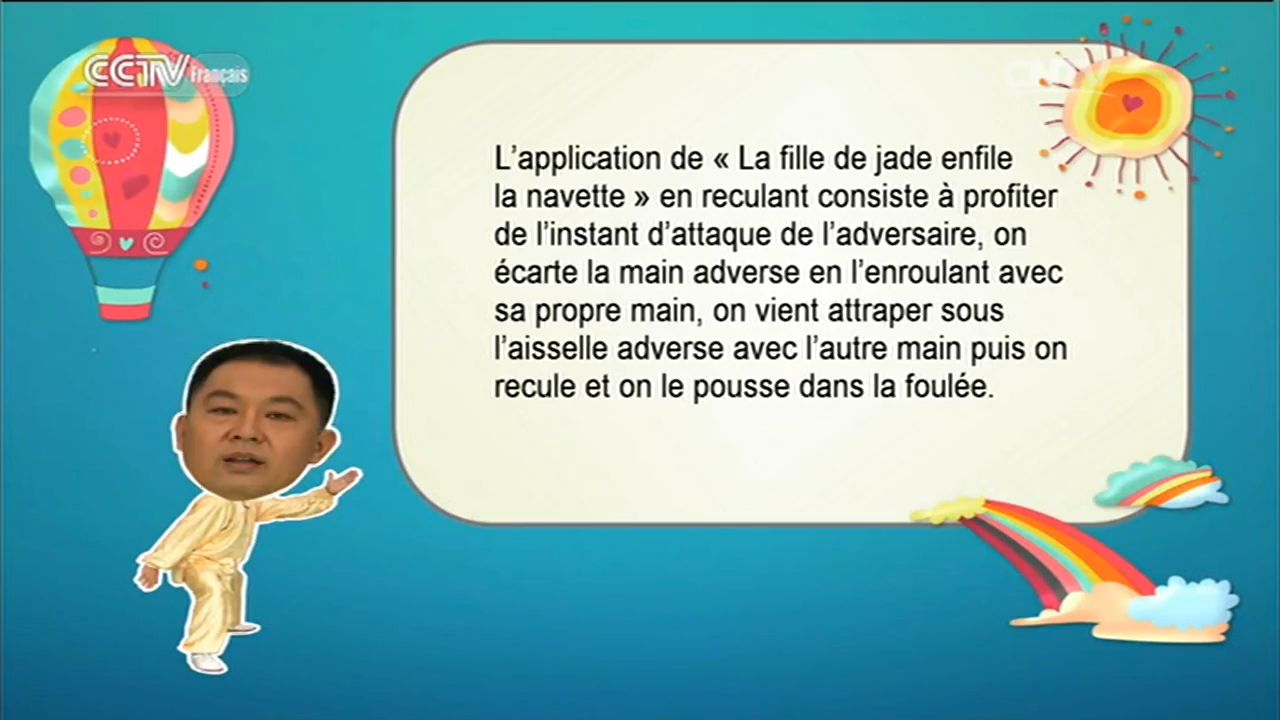 CCTV Français
CNTV
L'application de « La fille de jade enfile
la navette » en reculant consiste à profiter
de l'instant d'attaque de l'adversaire, on
écarte la main adverse en l'enroulant avec
sa propre main, on vient attraper sous
l'aisselle adverse avec l'autre main puis on
recule et on le pousse dans la foulée.